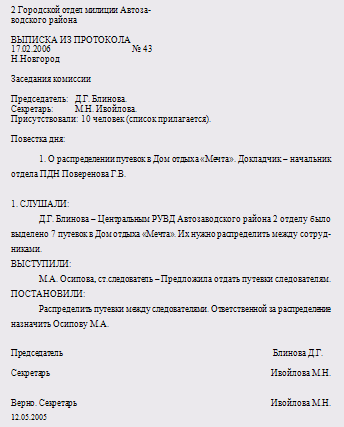 2 Городской отдел милиции Автоза-
водского района
ВЫПИСКА ИЗ ПРОТОКОЛА
17.02.2006 № 43
Н.Новгород
Заседания комиссии
Председатель: Д.Г. Блинова.
Секретарь: М.Н. Ивойлова.
Присутствовали: 10 человек (список прилагается).
Повестка дня:
1. О распределении путевок в Дом отдыха «Мечта». Докладчик – начальник
отдела ПДН Поверенова Г.В.
1. СЛУШАЛИ:
Д.Г. Блинова – Центральным РУВД Автозаводского района 2 отделу было
выделено 7 путевок в Дом отдыха «Мечта». Их нужно распределить между сотруд-
никами.
ВЫСТУПИЛИ:
М.А. Осипова, ст.следователь – Предложила отдать путевки следователям.
ПОСТАНОВИЛИ:
Распределить путевки между следователями. Ответственной за распределение
назначить Осипову М.А.
Председатель Блинова Д.Г.
Секретарь Ивойлова М.Н.
Верно. Секретарь Ивойлова М.Н.
12.05.2005